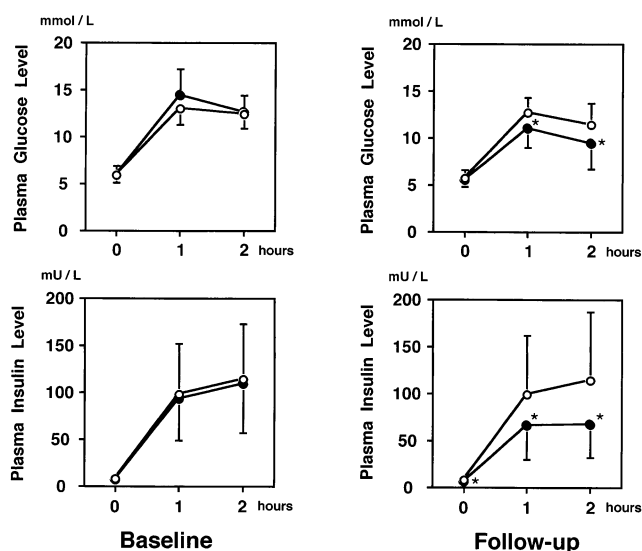 mmol / L
Plasma Glucose Level
20
15
10
5
0
0 1 2 hours
mmol / L
Plasma Glucose Level
20
15
10
5
0
* *
0 1 2 hours
mU / L
Plasma Insulin Level
200
150
100
50
0
0 1 2 hours
Baseline
mU / L
Plasma Insulin Level
200
150
100
50
0
* * *
0 1 2 hours
Follow-up